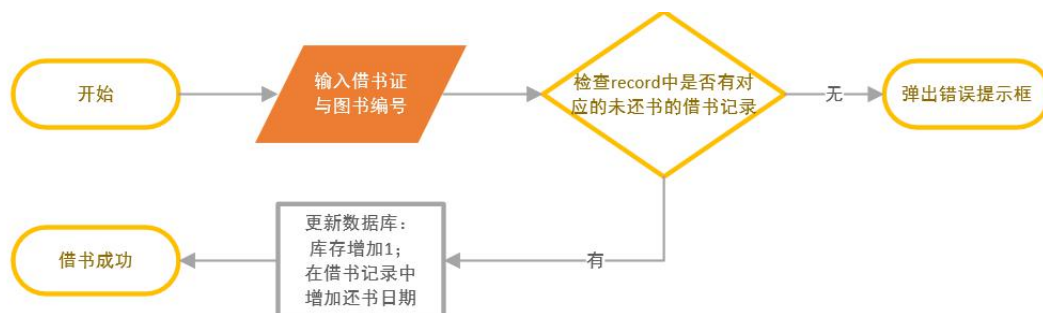 开始
输入借书证
与图书编号
检查record中是否有对
应的未还书的借书记录
无
弹出错误提示框
有
更新数据库：
库存增加1；
在借书记录中
增加还书日期
借书成功